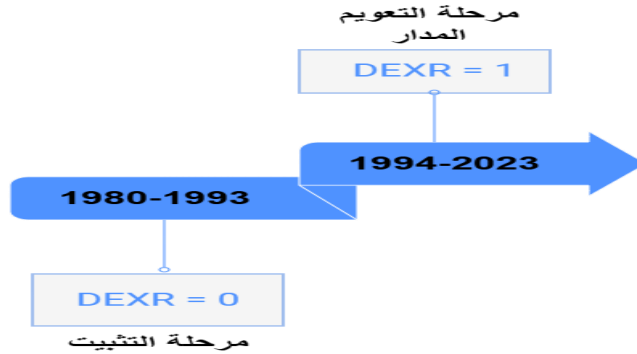 مرحلة التعويم
المدار
DEXR = 1
1994-2023
1980-1993
DEXR = 0
مرحلة التثبيت